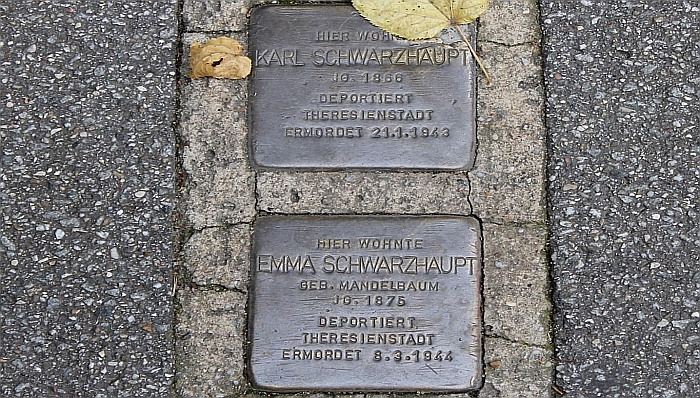 HIER WOHNTE
KARL SCHWARZHAUPT
JG. 1866
DEPORTIERT
THERESIENSTADT
ERMORDET 21.1.1943
HIER WOHNTE
EMMA SCHWARZHAUPT
GEB. MANDELBAUM
JG. 1875
DEPORTIERT
THERESIENSTADT
ERMORDET 8.3.1944